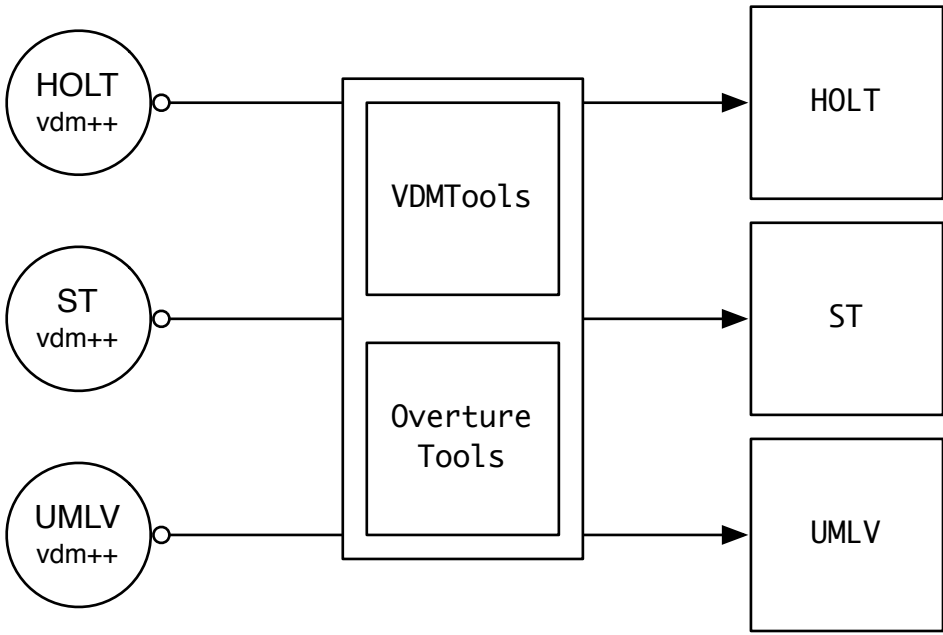 HOLT
vdm++
HOLT
VDMTools
ST
vdm++
ST
Overture
Tools
UMLV
vdm++
UMLV